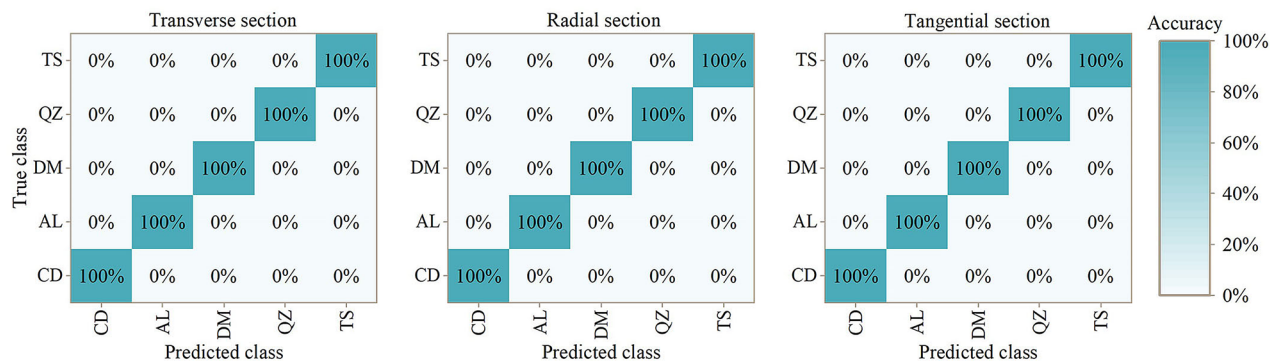 Transverse section
Radial section
Tangential section
Accuracy
True class
TS 0% 0% 0% 0% 100%
QZ 0% 0% 0% 100% 0%
DM 0% 0% 100% 0% 0%
AL 0% 100% 0% 0% 0%
CD 100% 0% 0% 0% 0%
CD AL DM QZ TS
Predicted class
TS 0% 0% 0% 0% 100%
QZ 0% 0% 0% 100% 0%
DM 0% 0% 100% 0% 0%
AL 0% 100% 0% 0% 0%
CD 100% 0% 0% 0% 0%
CD AL DM QZ TS
Predicted class
TS 0% 0% 0% 0% 100%
QZ 0% 0% 0% 100% 0%
DM 0% 0% 100% 0% 0%
AL 0% 100% 0% 0% 0%
CD 100% 0% 0% 0% 0%
CD AL DM QZ TS
Predicted class
100%
80%
60%
40%
20%
0%